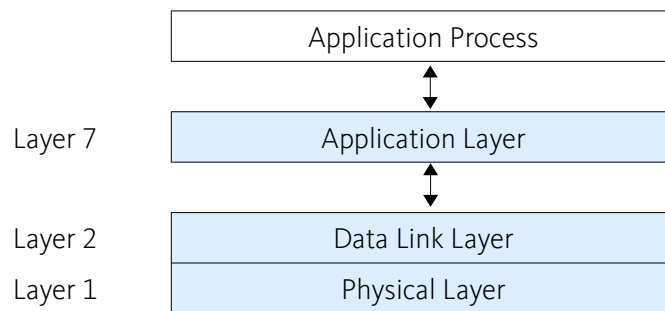 Application Process
Layer 7 Application Layer
Layer 2 Data Link Layer
Layer 1 Physical Layer